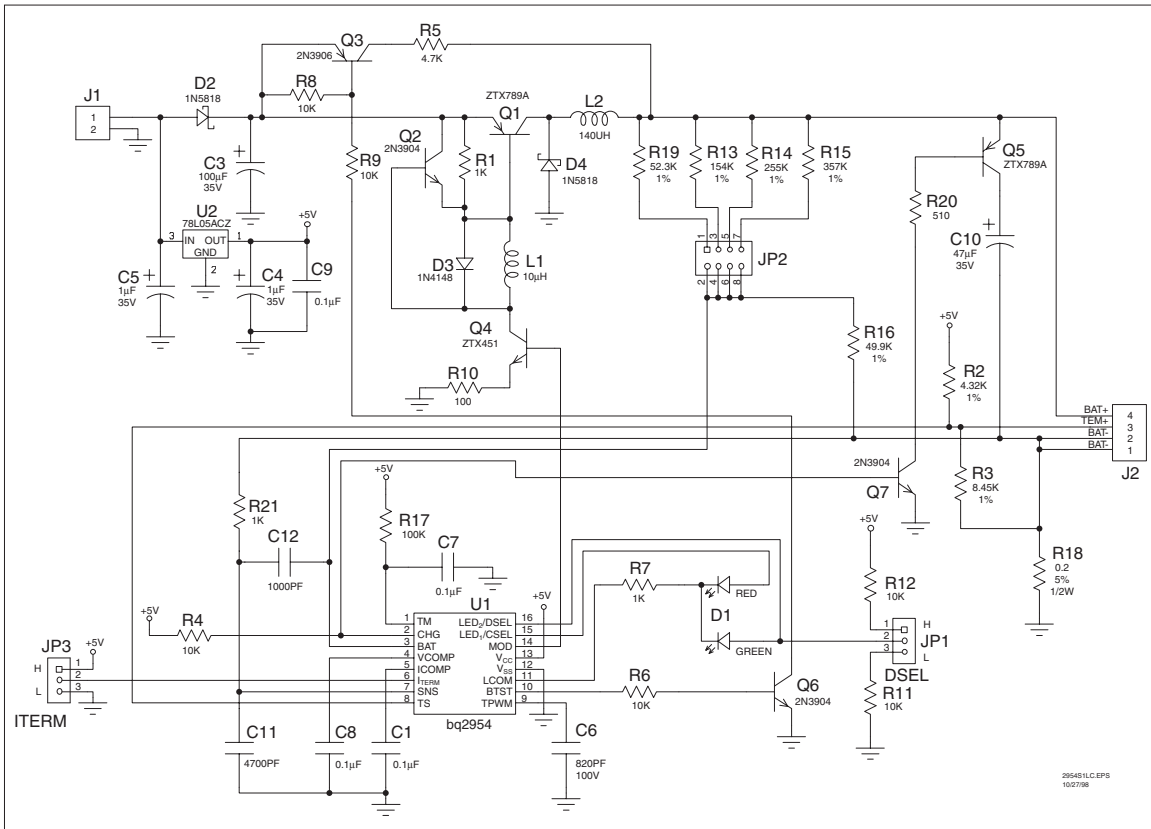 Q3
2N3906
R5
4.7K
D2
1N5818
R8
10K
J1
1
2
ZTX789A
Q1
L2
140UH
Q2
2N3904
R1
1K
D4
1N5818
R19
52.3K
1%
R13
154K
1%
R14
255K
1%
R15
357K
1%
Q5
ZTX789A
C3
100µF
35V
+
R9
10K
R20
510
U2
78L05ACZ
3
IN OUT
1
GND
2
+5V
C5
1µF
35V
+
C4
1µF
35V
+
C9
0.1µF
D3
1N4148
L1
10µH
1 3 5 7
JP2
2 4 6 8
C10
47µF
35V
+
Q4
ZTX451
R10
100
R16
49.9K
1%
+5V
R2
4.32K
1%
BAT+ 4
TEM+ 3
BAT- 2
BAT- 1
J2
2N3904
Q7
R3
8.45K
1%
+5V
R21
1K
R17
100K
C12
1000PF
C7
0.1µF
R18
0.2
5%
1/2W
+5V
R12
10K
R7
1K
RED
D1
GREEN
1 H
2
3 L
JP1
DSEL
R11
10K
+5V
R4
10K
U1
+5V
1 TM LED2/DSEL 16
2 CHG LED1/CSEL 15
3 BAT MOD 14
4 VCOMP VCC 13
5 ICOMP VSS 12
6 ITERM LCOM 11
7 SNS BTST 10
8 TS TPWM 9
bq2954
JP3
+5V
H 1
2
L 3
ITERM
R6
10K
Q6
2N3904
C11
4700PF
C8
0.1µF
C1
0.1µF
C6
820PF
100V
2954S1LC.EPS
10/27/98